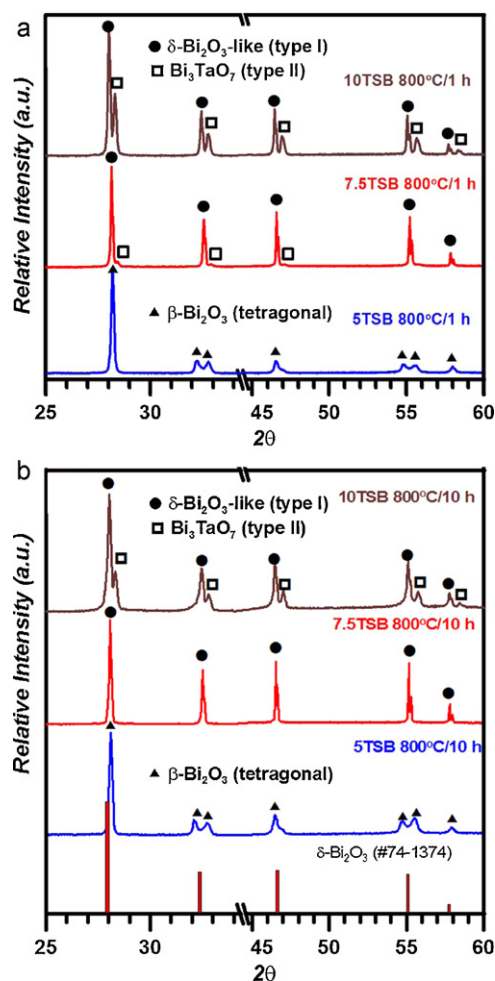 a
● δ-Bi₂O₃-like (type I)
□ Bi₃TaO₇ (type II)
10TSB 800°C/1 h
7.5TSB 800°C/1 h
▲ β-Bi₂O₃ (tetragonal)
5TSB 800°C/1 h
Relative Intensity (a.u.)
25 30 45 50 55 60
2θ
b
● δ-Bi₂O₃-like (type I)
□ Bi₃TaO₇ (type II)
10TSB 800°C/10 h
7.5TSB 800°C/10 h
▲ β-Bi₂O₃ (tetragonal)
5TSB 800°C/10 h
δ-Bi₂O₃ (#74-1374)
Relative Intensity (a.u.)
25 30 45 50 55 60
2θ